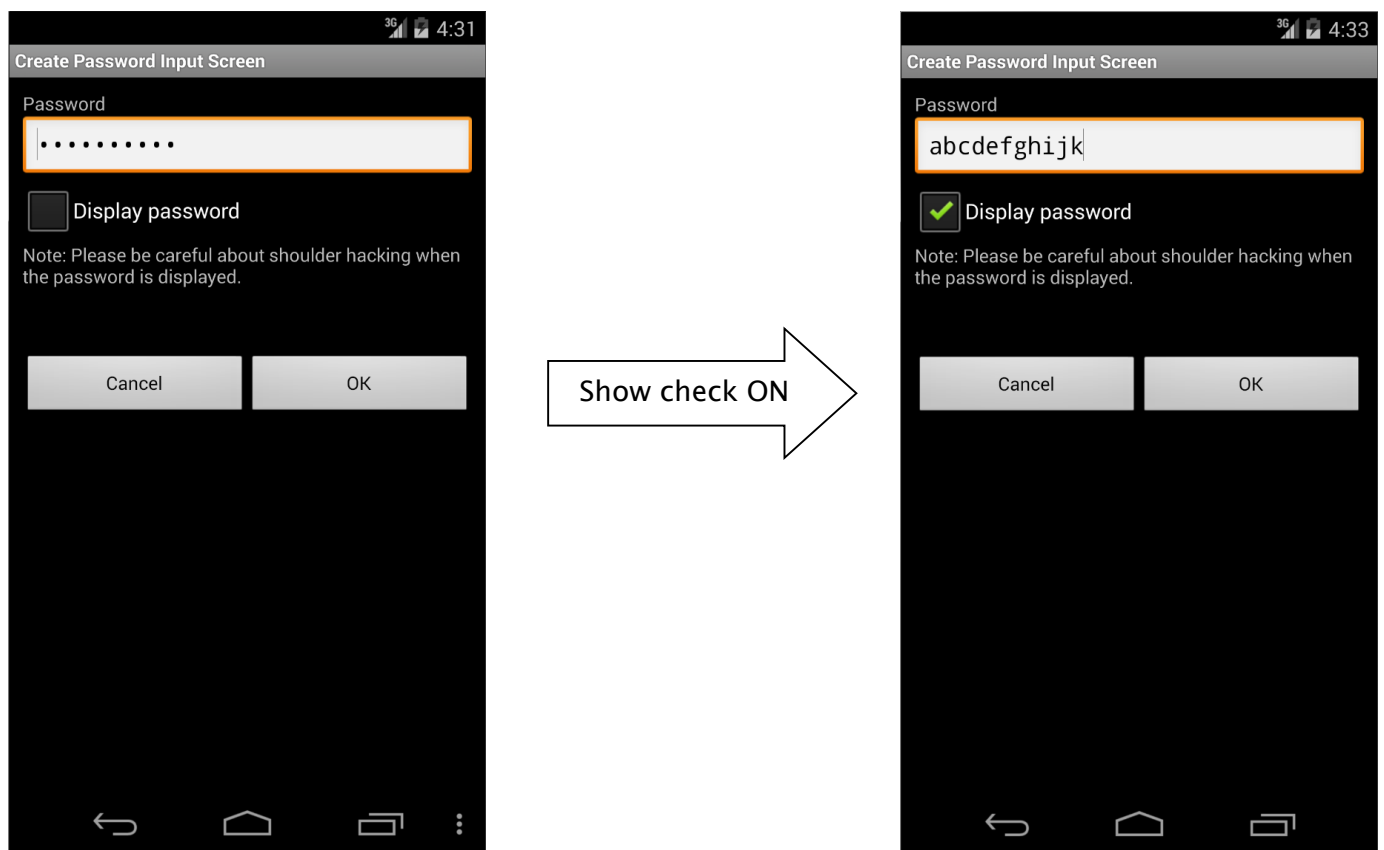 3G 4:31
Create Password Input Screen
Password
••••••••••
Display password
Note: Please be careful about shoulder hacking when
the password is displayed.
Cancel OK
Show check ON
3G 4:33
Create Password Input Screen
Password
abcdefghijk
Display password
Note: Please be careful about shoulder hacking when
the password is displayed.
Cancel OK